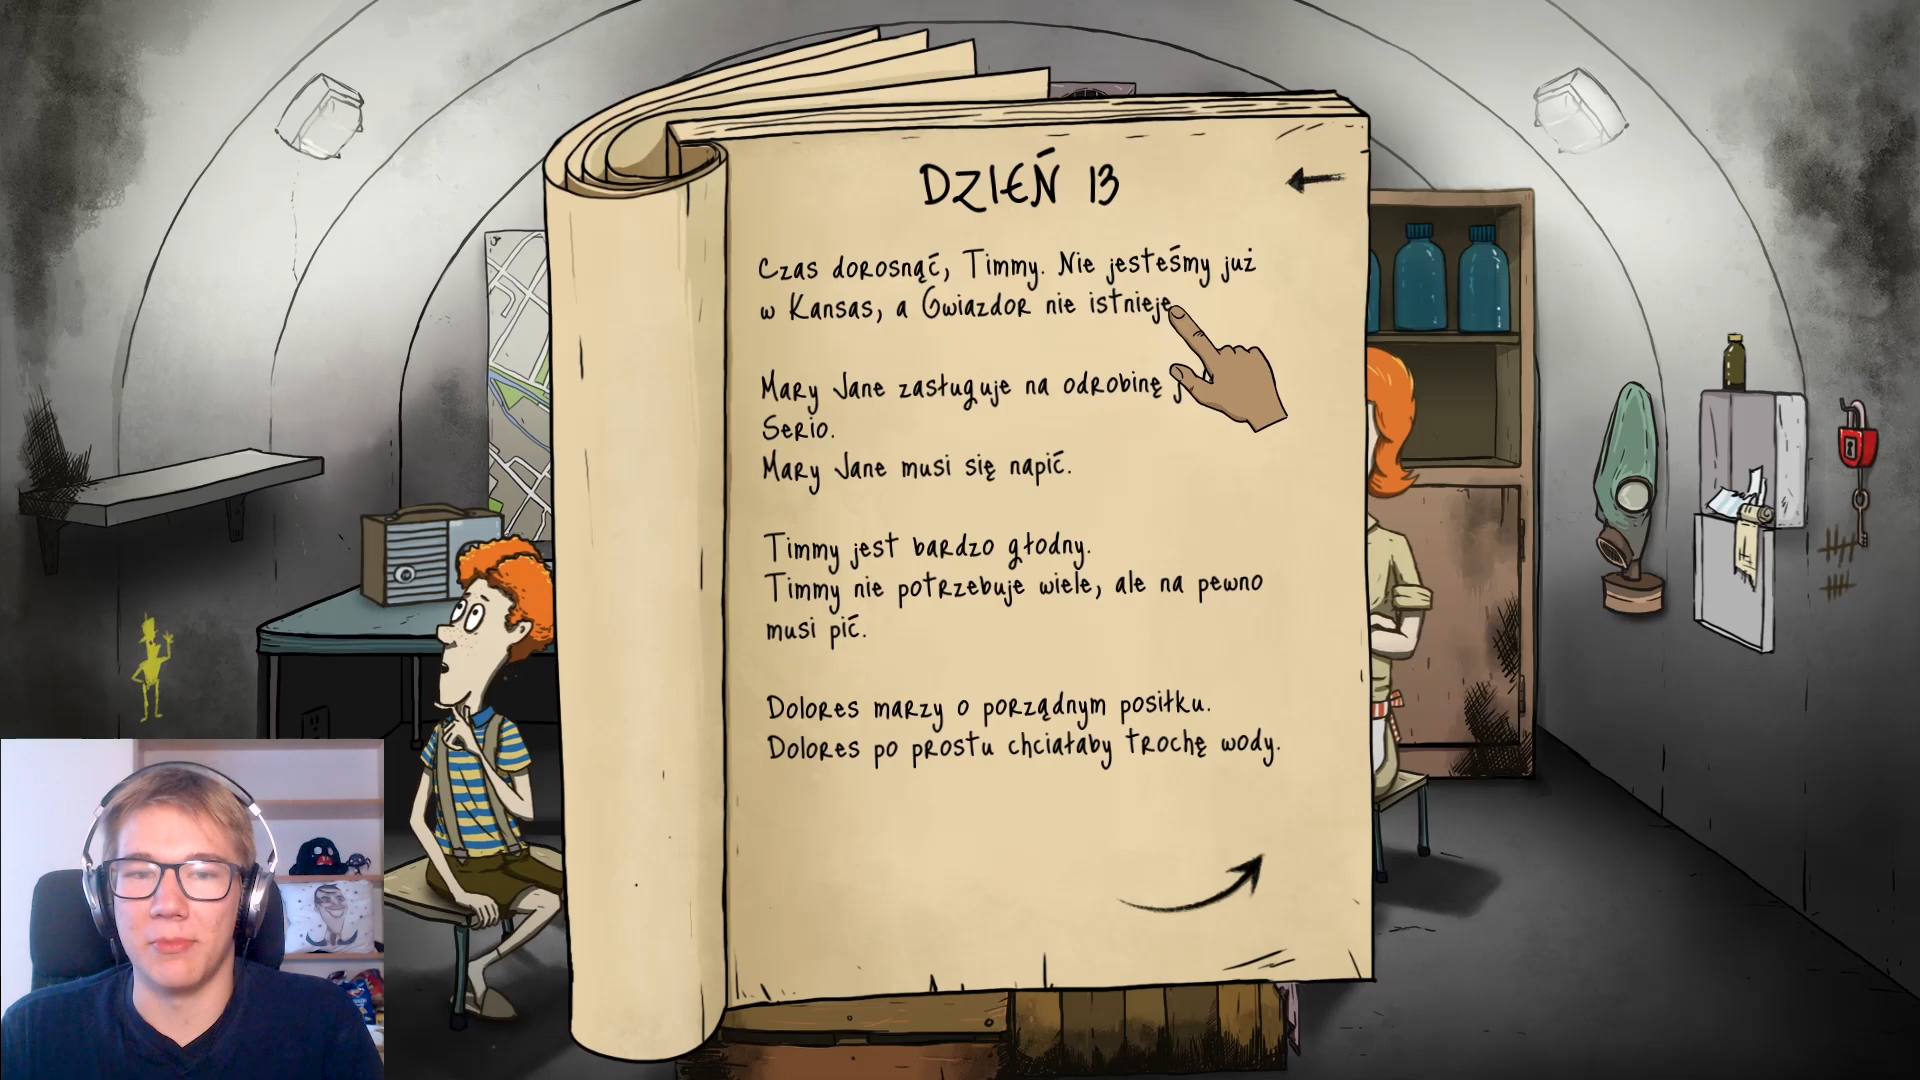 DZIEŃ 13
Czas dorosnąć, Timmy. Nie jesteśmy już
w Kansas, a Gwiazdor nie istnieje
Mary Jane zasługuje na odrobinę
Serio.
Mary Jane musi się napić.
Timmy jest bardzo głodny.
Timmy nie potrzebuje wiele, ale na pewno
musi pić.
Dolores marzy o porządnym posiłku.
Dolores po prostu chciałaby trochę wody.